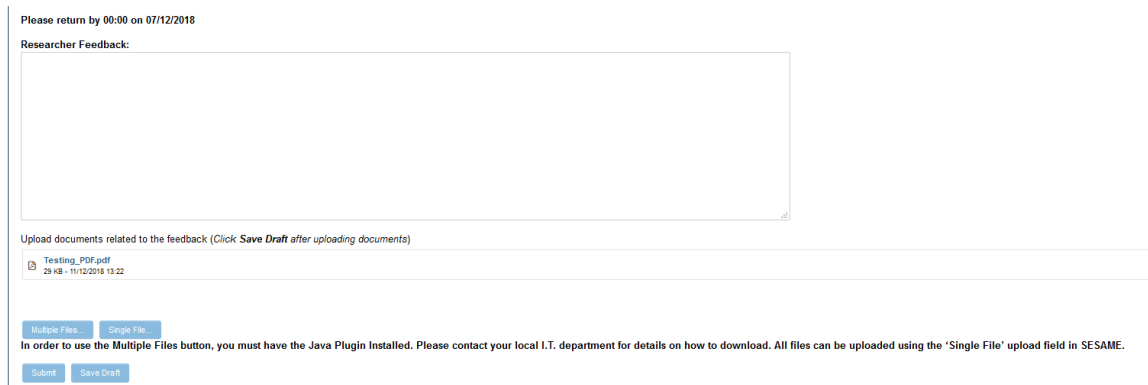 Please return by 00:00 on 07/12/2018
Researcher Feedback:
Upload documents related to the feedback (Click Save Draft after uploading documents)
Testing_PDF.pdf
29 KB - 11/12/2018 13:22
Multiple Files... Single File...
In order to use the Multiple Files button, you must have the Java Plugin Installed. Please contact your local I.T. department for details on how to download. All files can be uploaded using the ‘Single File’ upload field in SESAME.
Submit Save Draft